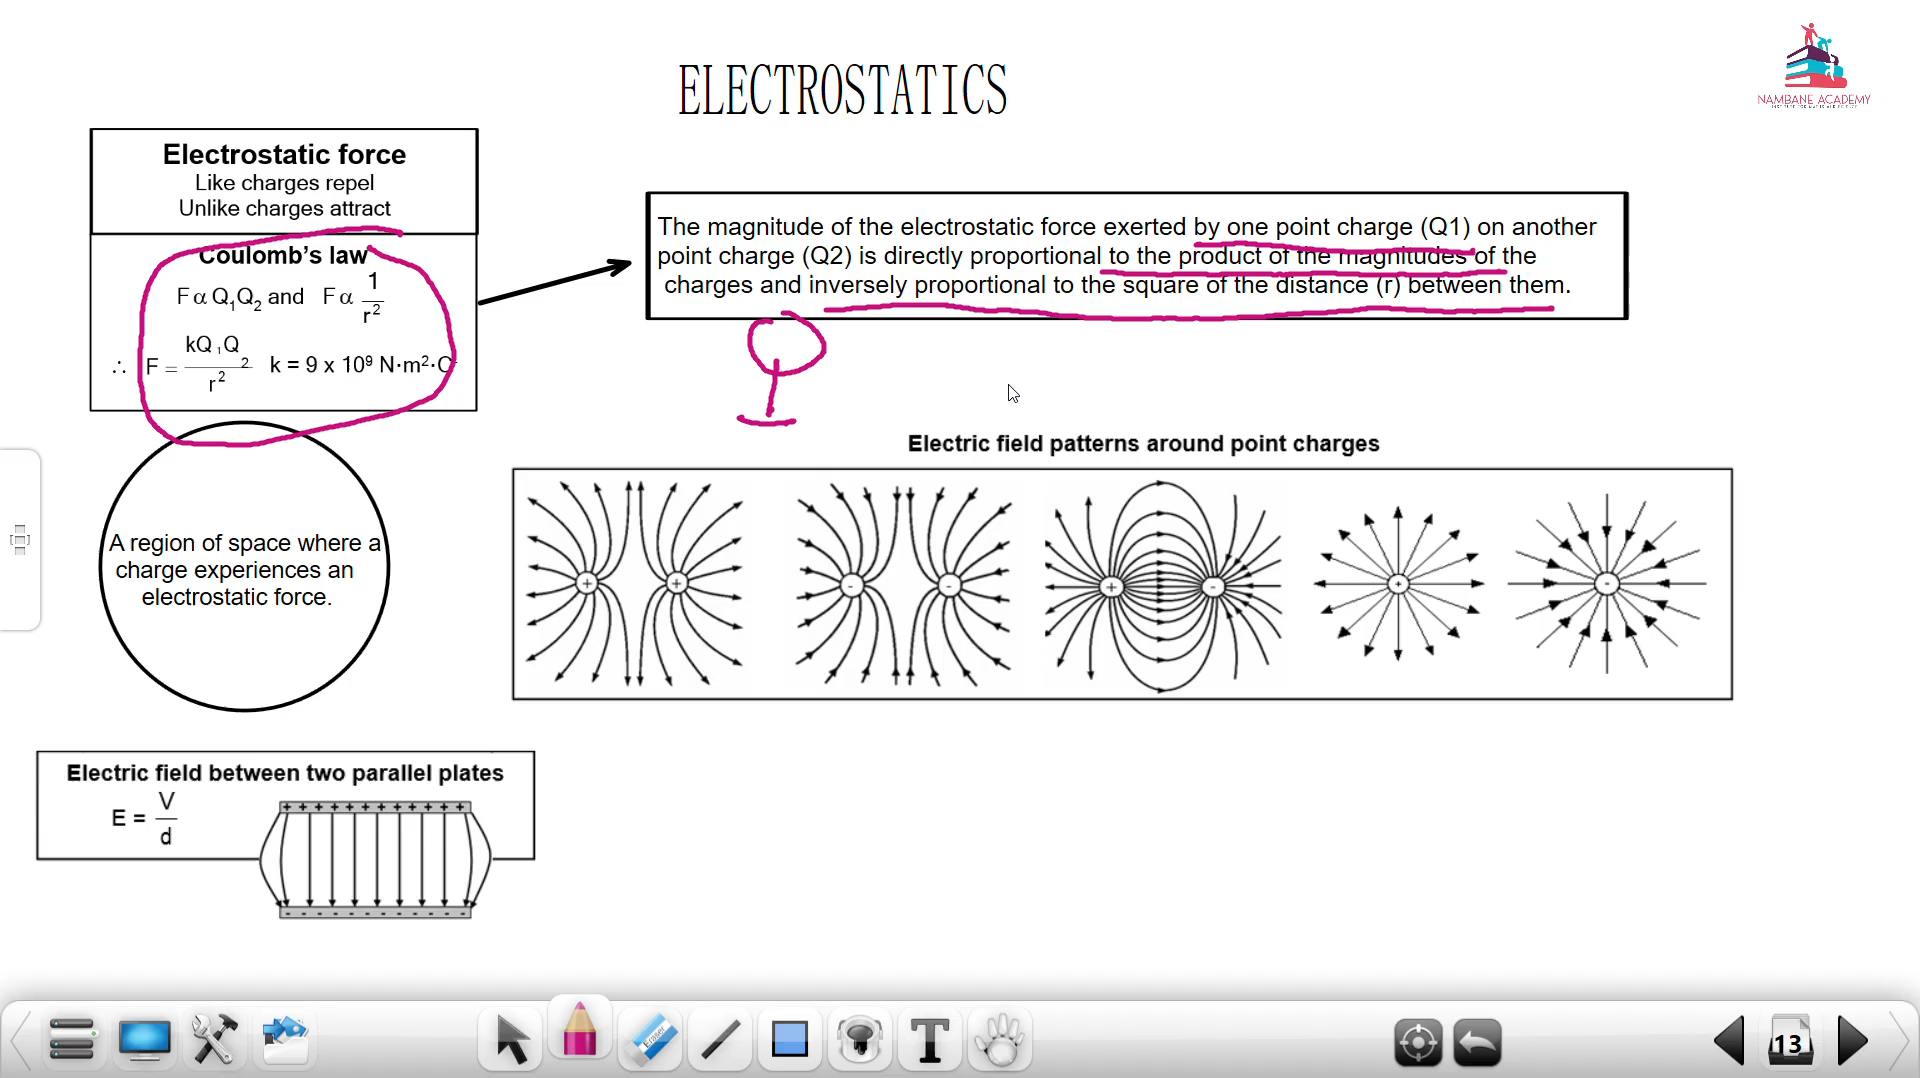 ELECTROSTATICS
NAMBANE ACADEMY
Electrostatic force
Like charges repel
Unlike charges attract
Coulomb's law
F α Q₁Q₂ and F α 1/r²
∴ F = kQ₁Q₂/r² k = 9 x 10⁹ N·m²·C
The magnitude of the electrostatic force exerted by one point charge (Q1) on another
point charge (Q2) is directly proportional to the product of the magnitudes of the
charges and inversely proportional to the square of the distance (r) between them.
Electric field patterns around point charges
A region of space where a
charge experiences an
electrostatic force.
Electric field between two parallel plates
E = V/d
Eraser
T
13